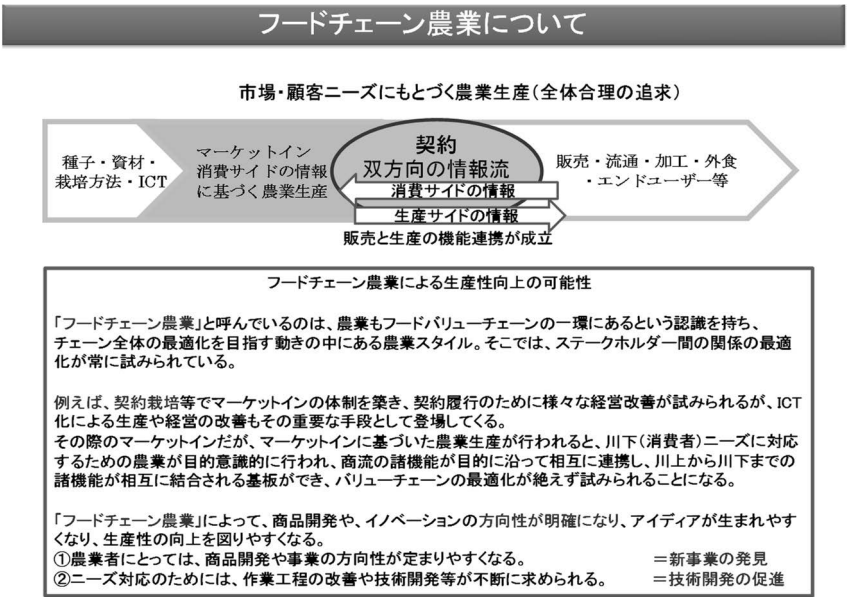 フードチェーン農業について
市場・顧客ニーズにもとづく農業生産(全体合理の追求)
種子・資材・
栽培方法・ICT
マーケットイン
消費サイドの情報
に基づく農業生産
契約
双方向の情報流
消費サイドの情報
生産サイドの情報
販売と生産の機能連携が成立
販売・流通・加工・外食
・エンドユーザー等
フードチェーン農業による生産性向上の可能性
「フードチェーン農業」と呼んでいるのは、農業もフードバリューチェーンの一環にあるという認識を持ち、
チェーン全体の最適化を目指す動きの中にある農業スタイル。そこでは、ステークホルダー間の関係の最適
化が常に試みられている。
例えば、契約栽培等でマーケットインの体制を築き、契約履行のために様々な経営改善が試みられるが、ICT
化による生産や経営の改善もその重要な手段として登場してくる。
その際のマーケットインだが、マーケットインに基づいた農業生産が行われると、川下(消費者)ニーズに対応
するための農業が目的意識的に行われ、商流の諸機能が目的に沿って相互に連携し、川上から川下までの
諸機能が相互に結合される基板ができ、バリューチェーンの最適化が絶えず試みられることになる。
「フードチェーン農業」によって、商品開発や、イノベーションの方向性が明確になり、アイディアが生まれやす
くなり、生産性の向上を図りやすくなる。
①農業者にとっては、商品開発や事業の方向性が定まりやすくなる。 =新事業の発見
②ニーズ対応のためには、作業工程の改善や技術開発等が不断に求められる。 =技術開発の促進